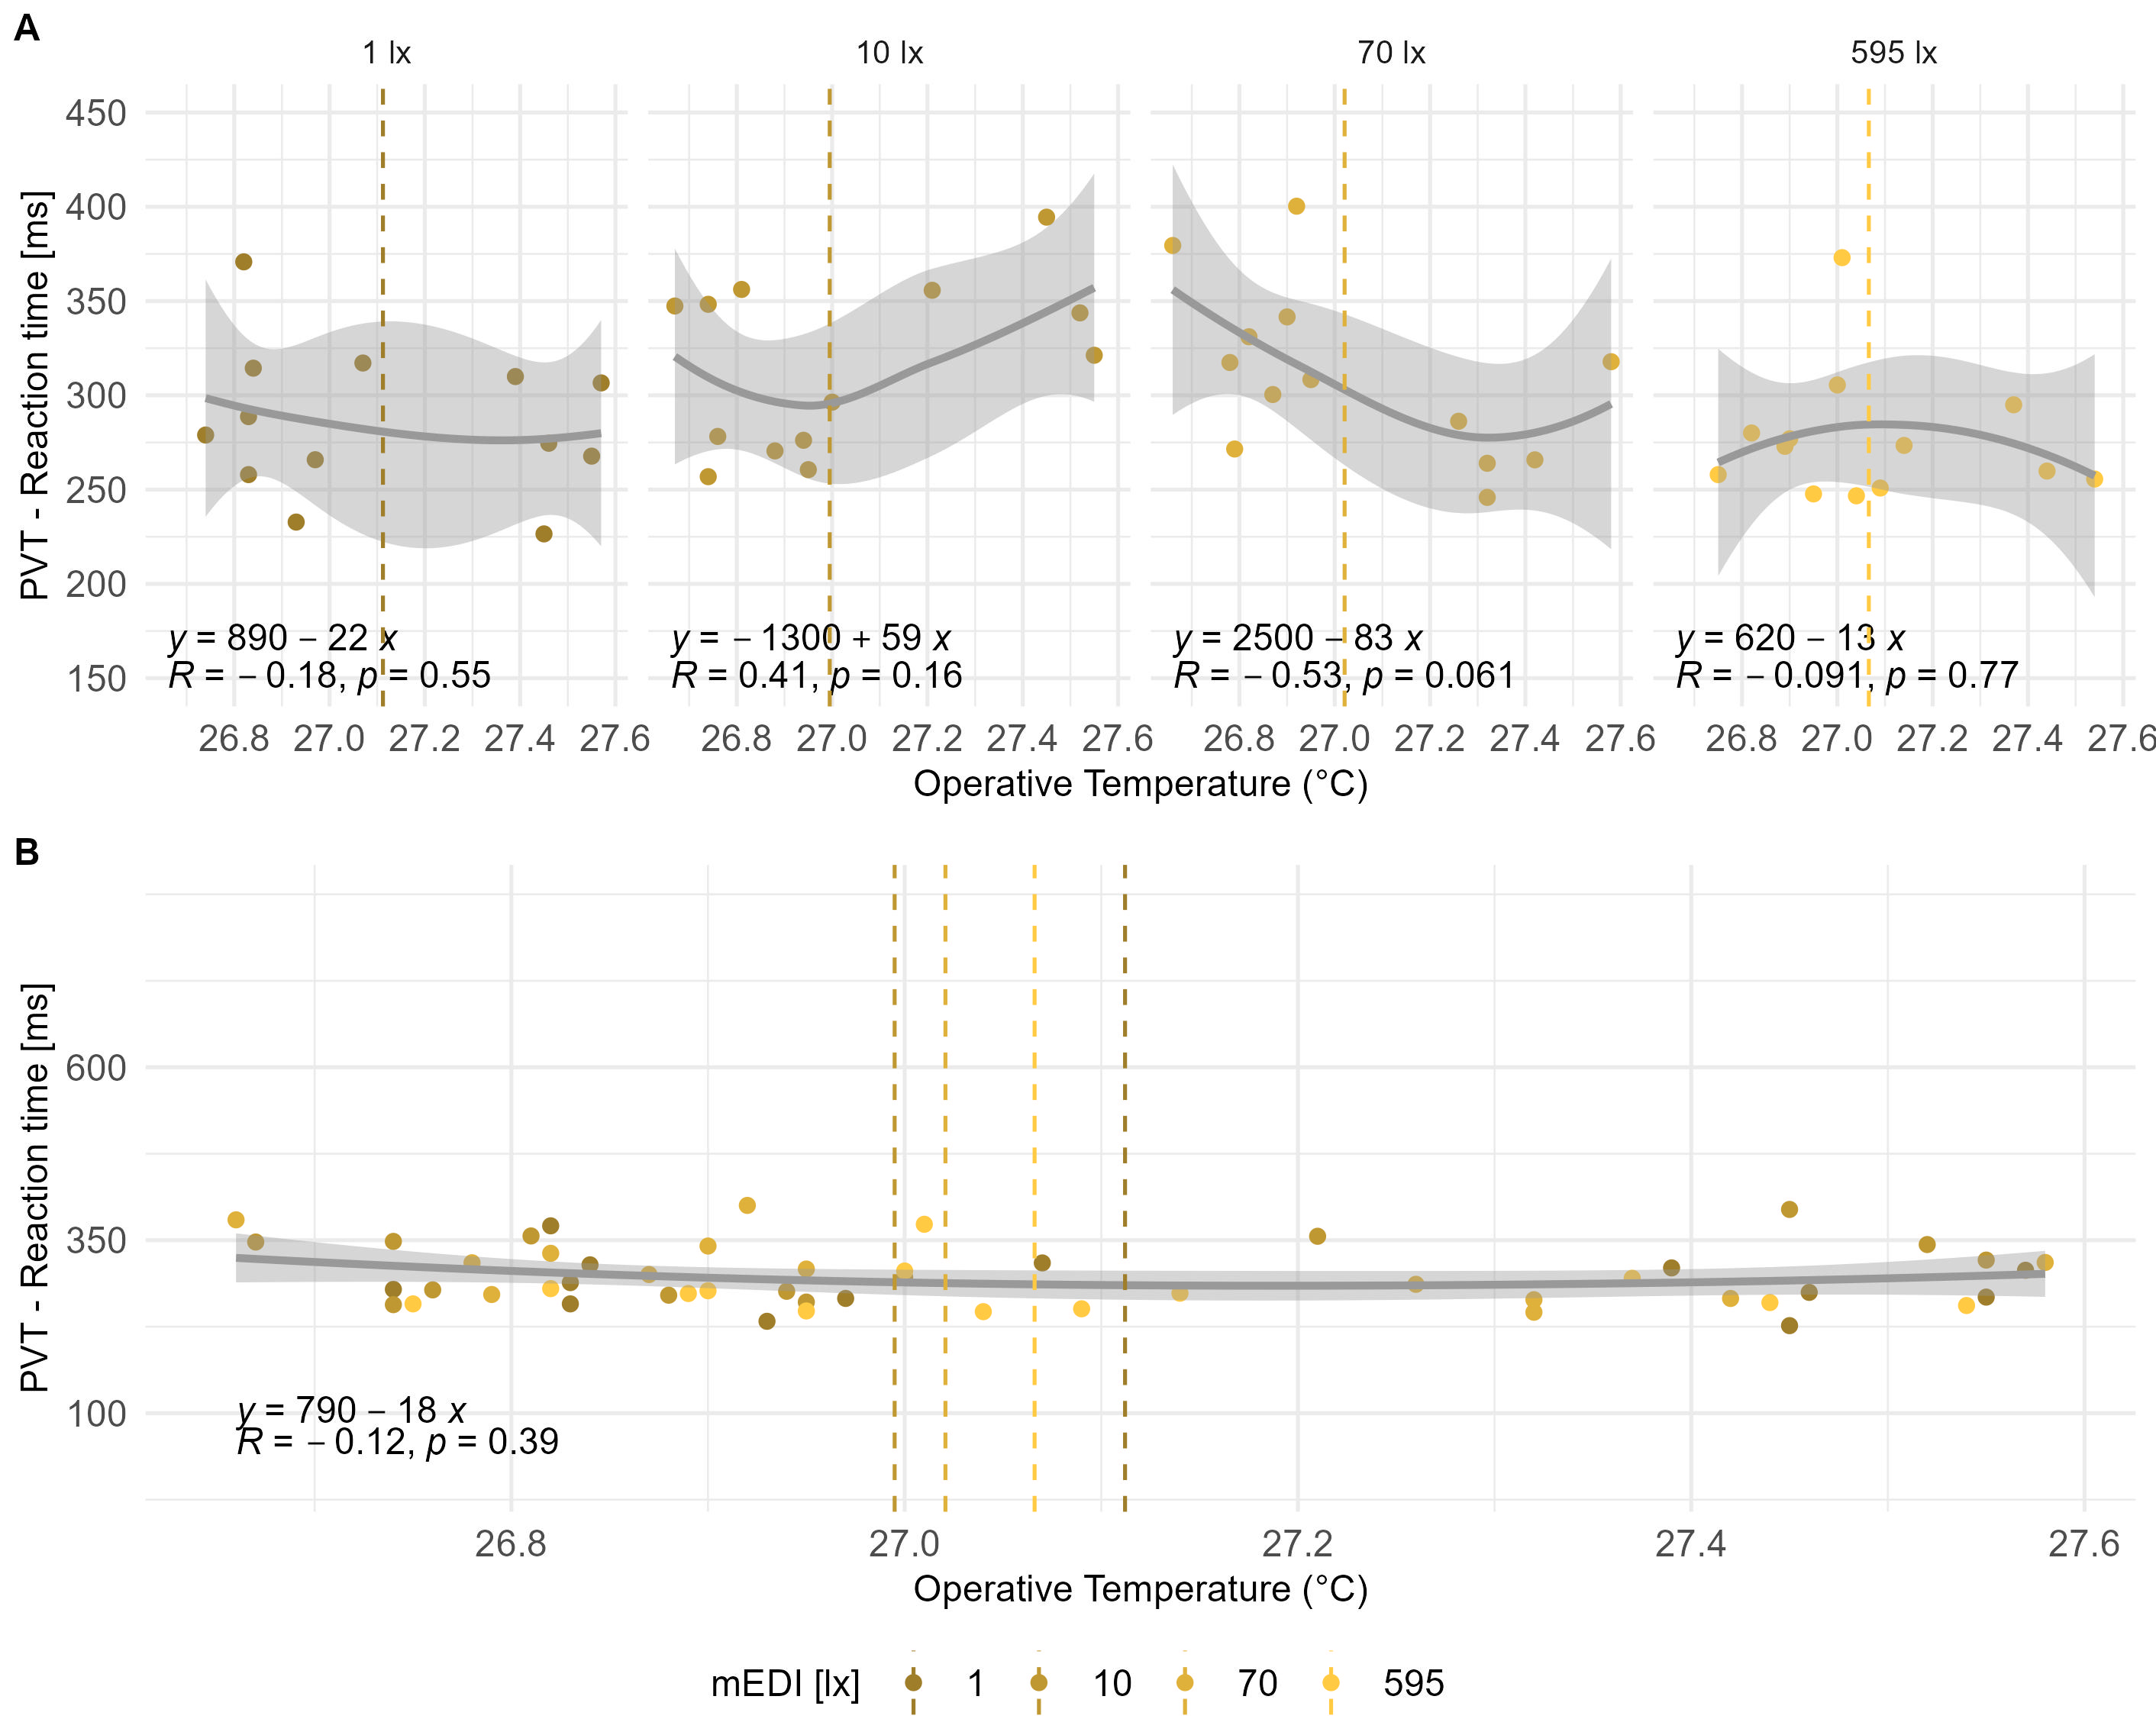 A
1 lx 10 lx 70 lx 595 lx
PVT - Reaction time [ms]
450
400
350
300
250
200
150
y = 890 − 22 x
R = − 0.18, p = 0.55
y = − 1300 + 59 x
R = 0.41, p = 0.16
y = 2500 − 83 x
R = − 0.53, p = 0.061
y = 620 − 13 x
R = − 0.091, p = 0.77
26.8 27.0 27.2 27.4 27.6 26.8 27.0 27.2 27.4 27.6 26.8 27.0 27.2 27.4 27.6 26.8 27.0 27.2 27.4 27.6
Operative Temperature (°C)
B
PVT - Reaction time [ms]
600
350
100
y = 790 − 18 x
R = − 0.12, p = 0.39
26.8 27.0 27.2 27.4 27.6
Operative Temperature (°C)
mEDI [lx] 1 10 70 595